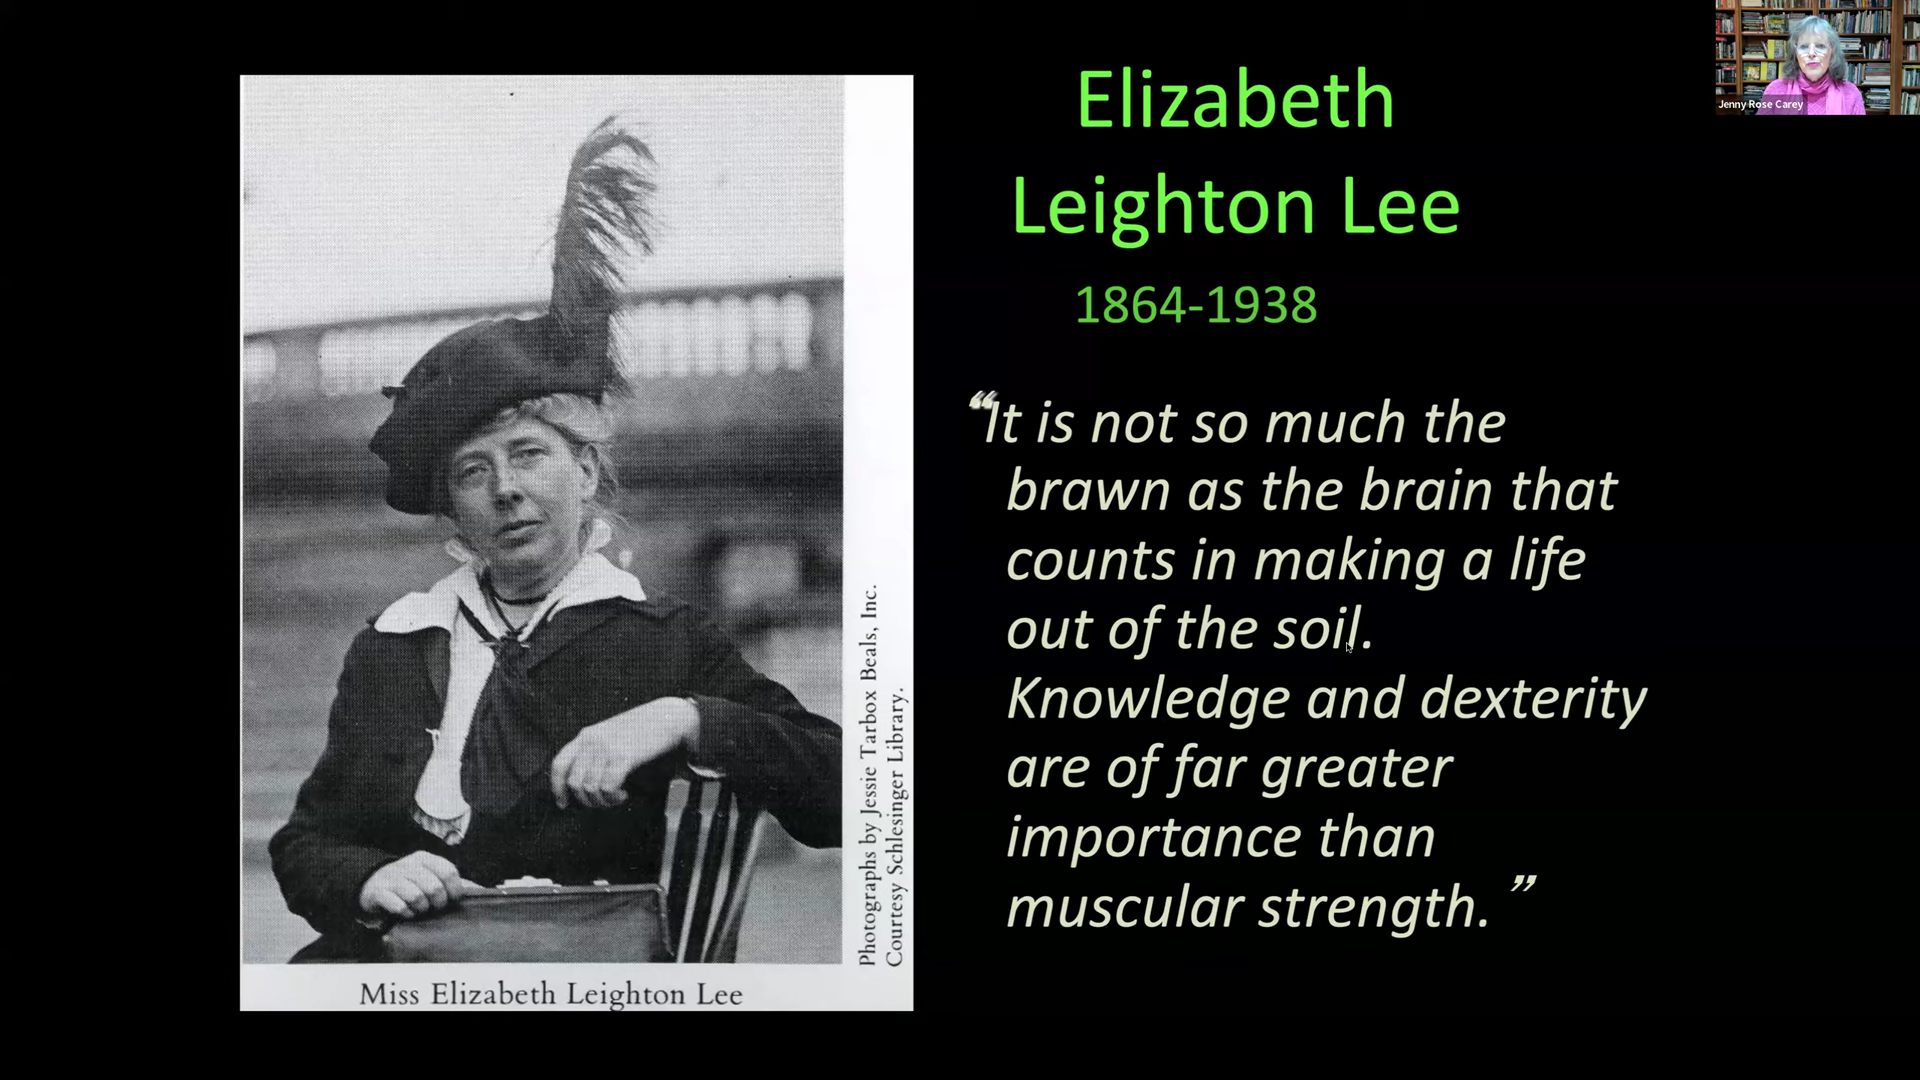 Elizabeth
Leighton Lee
1864-1938
“It is not so much the
brawn as the brain that
counts in making a life
out of the soil.
Knowledge and dexterity
are of far greater
importance than
muscular strength. ”
Photographs by Jessie Tarbox Beals, Inc.
Courtesy Schlesinger Library.
Miss Elizabeth Leighton Lee
Jenny Rose Carey